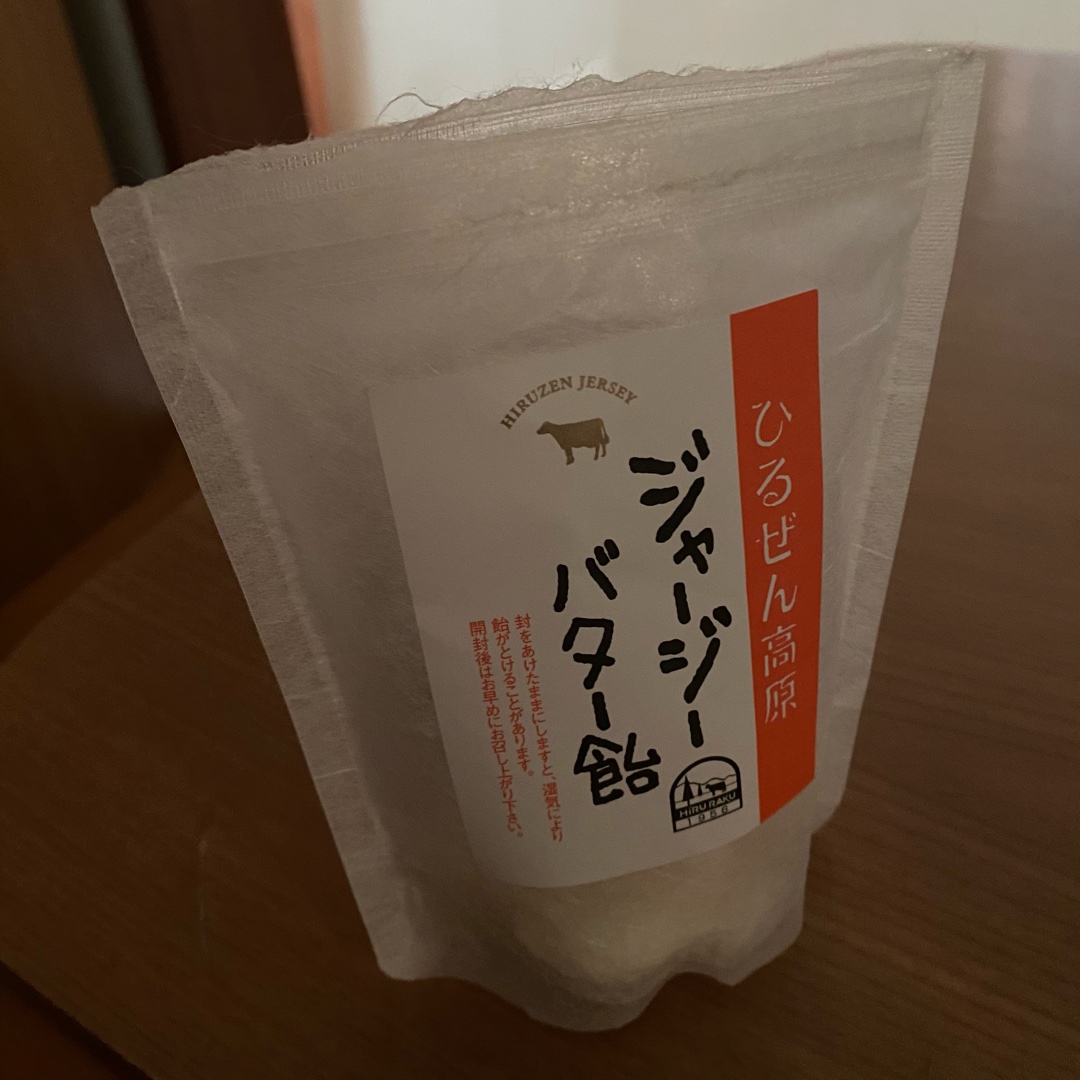 HIRUZEN JERSEY
ひるぜん高原
ジャージー
バター飴
封をあけたままにしますと、湿気により
飴がとけることがあります。
開封後はお早めにお召し上がり下さい。
HiRU RAKU
1956